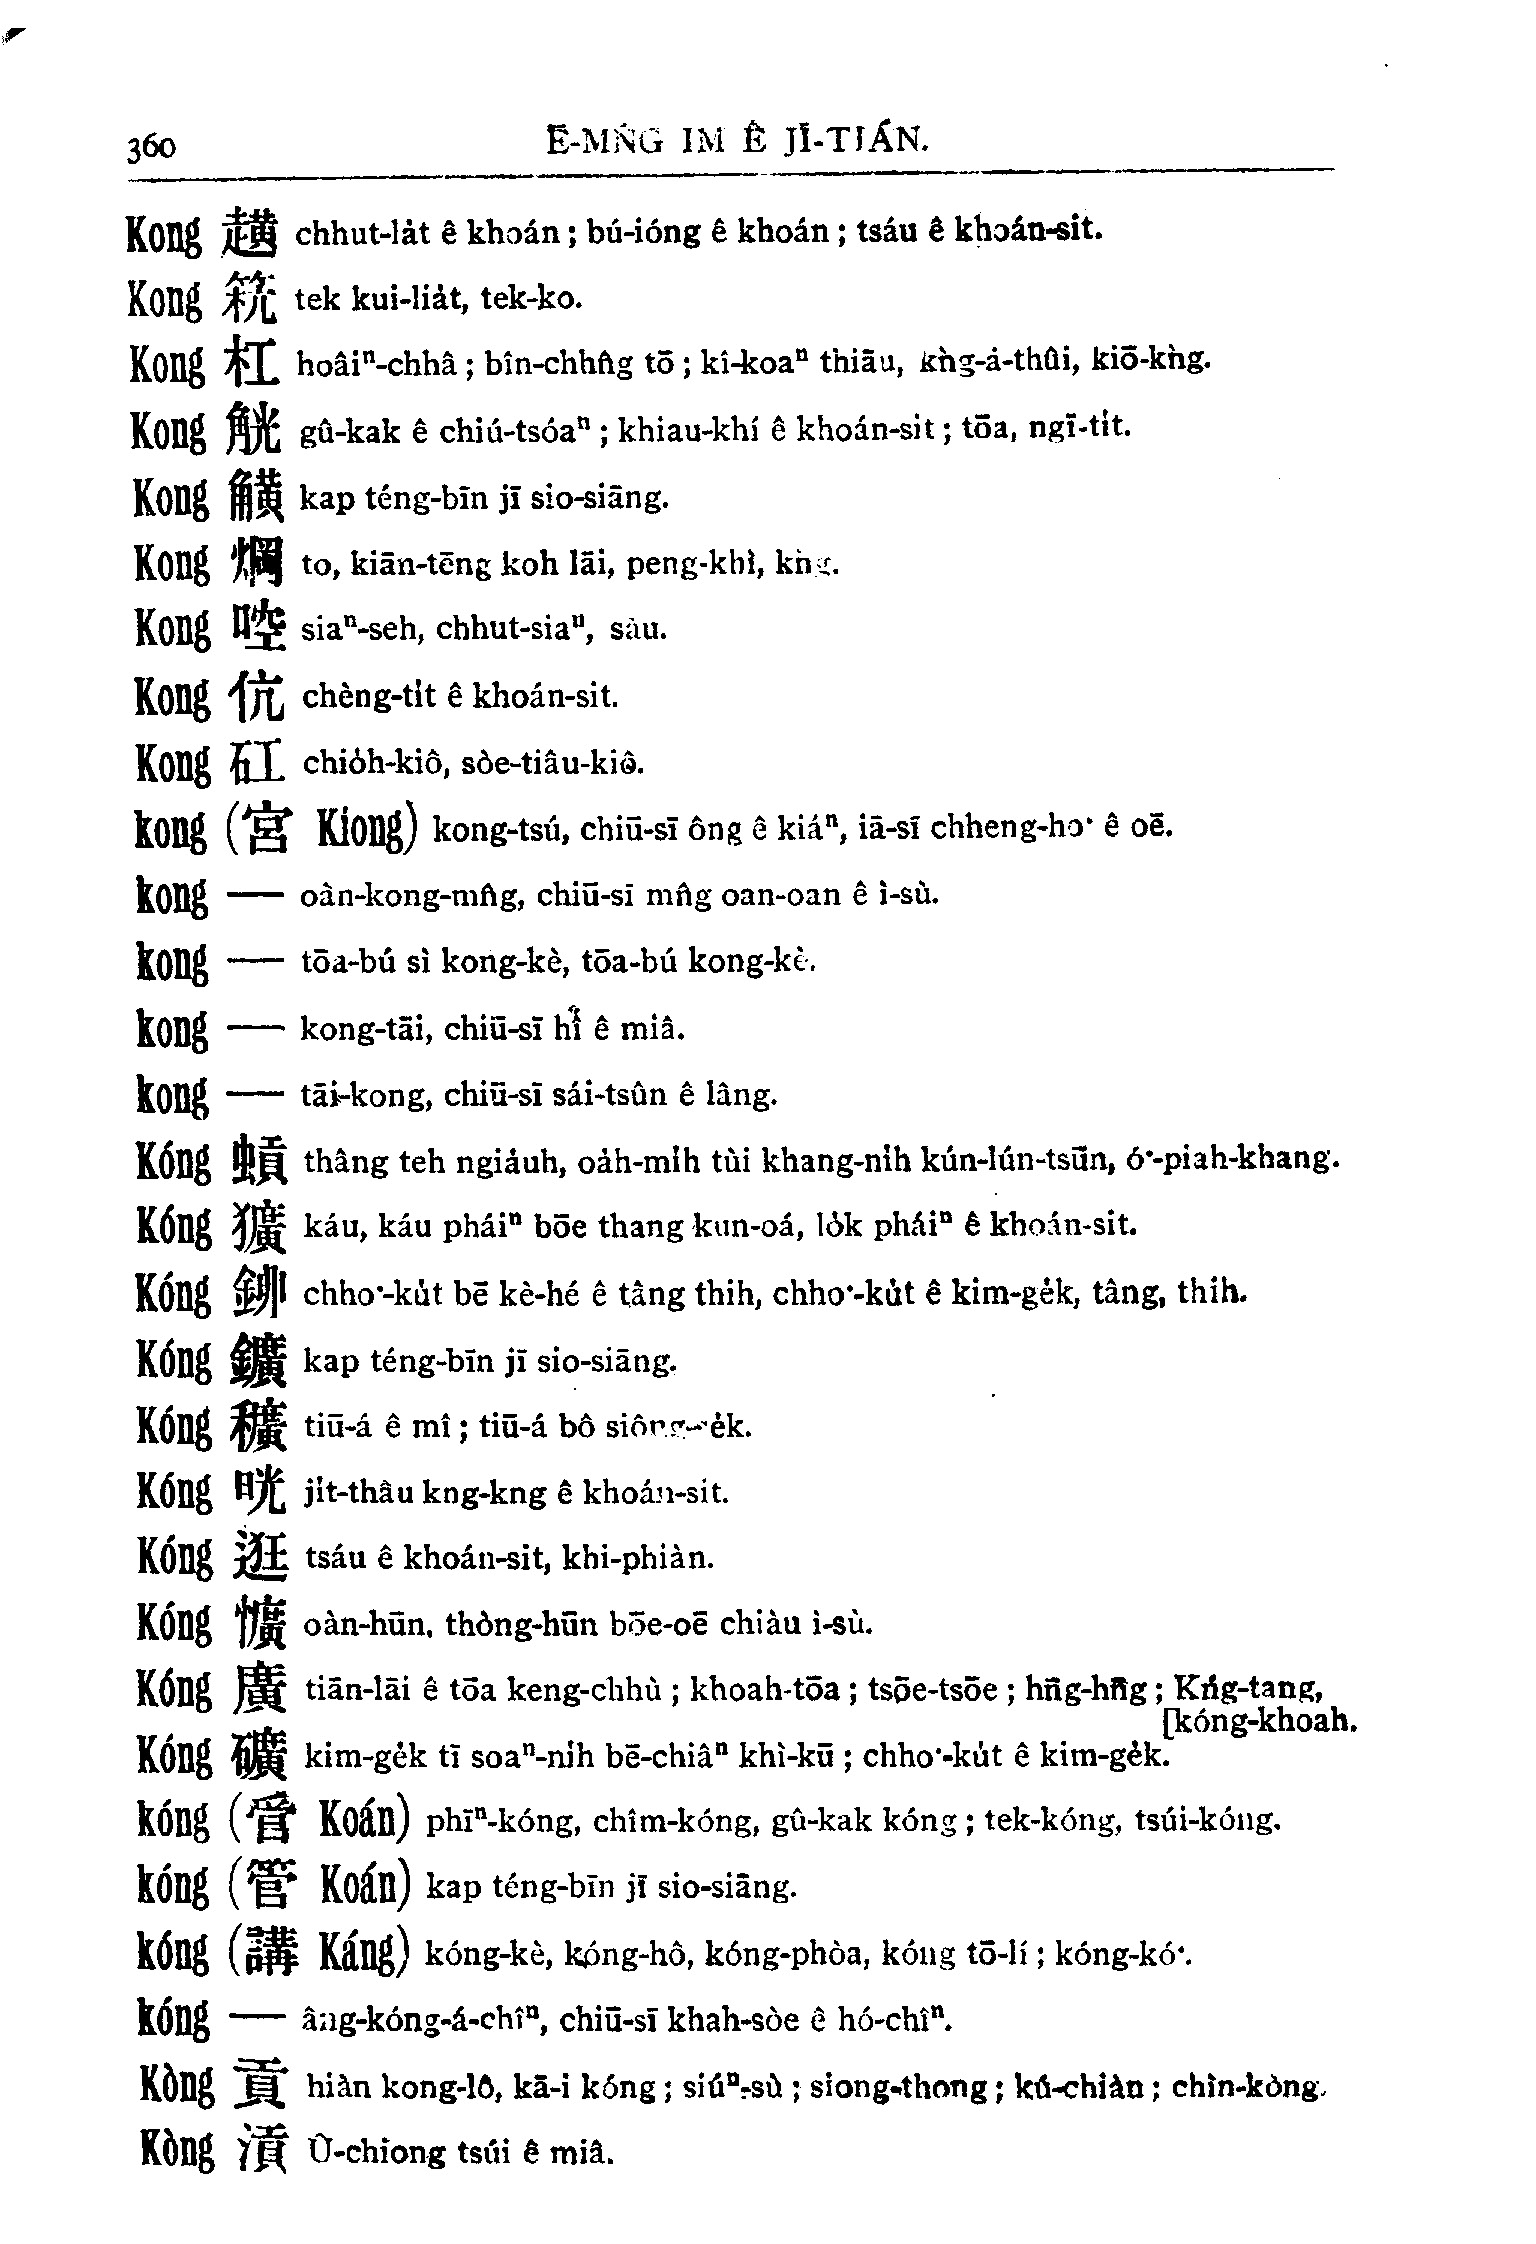 360 Ē-MN̂G IM Ê JĪ-TIÁN.
Kong 趪 chhut-la̍t ê khoán; bú-ióng ê khoán; tsáu ê khoán-sit.
Kong 䇭 tek kui-lia̍t, tek-ko.
Kong 杠 hoâiⁿ-chhâ; bîn-chhn̂g tō; kí-koaⁿ thiāu, kǹg-á-thûi, kiō-kǹg.
Kong 觥 gû-kak ê chiú-tsóaⁿ; khiau-khí ê khoán-sit; tōa, ngī-ti̍t.
Kong 觵 kap téng-bīn jī sio-siāng.
Kong 焵 to, kiān-tēng koh lāi, peng-khì, kǹg.
Kong 啌 siaⁿ-seh, chhut-siaⁿ, sàu.
Kong 伉 chèng-ti̍t ê khoán-sit.
Kong 矼 chio̍h-kiô, sòe-tiâu-kiô.
kong (宮 Kiong) kong-tsú, chiū-sī ông ê kiáⁿ, iā-sī chheng-ho͘ ê oē.
kong — oàn-kong-mn̂g, chiū-sī mn̂g oan-oan ê ì-sù.
kong — tōa-bú sì kong-kè, tōa-bú kong-kè.
kong — kong-tāi, chiū-sī hî ê miâ.
kong — tāi-kong, chiū-sī sái-tsûn ê lâng.
Kóng 蟦 thâng teh ngia̍uh, oa̍h-mi̍h tùi khang-ni̍h kún-lún-tsūn, ó͘-piah-khang.
Kóng 獷 káu, káu pháiⁿ bōe thang kun-oá, lo̍k pháiⁿ ê khoán-sit.
Kóng 鉚 chho͘-ku̍t bē kè-hé ê tâng thih, chho͘-ku̍t ê kim-ge̍k, tâng, thih.
Kóng 鑛 kap téng-bīn jī sio-siāng.
Kóng 穬 tiū-á ê mî; tiū-á bô siông-se̍k.
Kóng 晄 ji̍t-thâu kng-kng ê khoán-sit.
Kóng 逛 tsáu ê khoán-sit, khi-phiàn.
Kóng 懭 oàn-hūn, thòng-hūn bōe-oē chiàu ì-sù.
Kóng 廣 tiān-lāi ê tōa keng-chhù; khoah-tōa; tsōe-tsōe; hn̄g-hn̄g; Kńg-tang,
[kóng-khoah.
Kóng 礦 kim-ge̍k tī soaⁿ-ni̍h bē-chiâⁿ khì-kū; chho͘-ku̍t ê kim-ge̍k.
kóng (管 Koán) phīⁿ-kóng, chîm-kóng, gû-kak kóng; tek-kóng, tsúi-kóng.
kóng (管 Koán) kap téng-bīn jī sio-siāng.
kóng (講 Káng) kóng-kè, kóng-hô, kóng-phòa, kóng tō-lí; kóng-kó͘.
kóng — âng-kóng-á-chîⁿ, chiū-sī khah-sòe ê hó-chîⁿ.
Kòng 貢 hiàn kong-lô, kā-i kóng; siúⁿ-sù; siong-thong; kú-chiàn; chìn-kòng.
Kòng 湏 Û-chiong tsúi ê miâ.